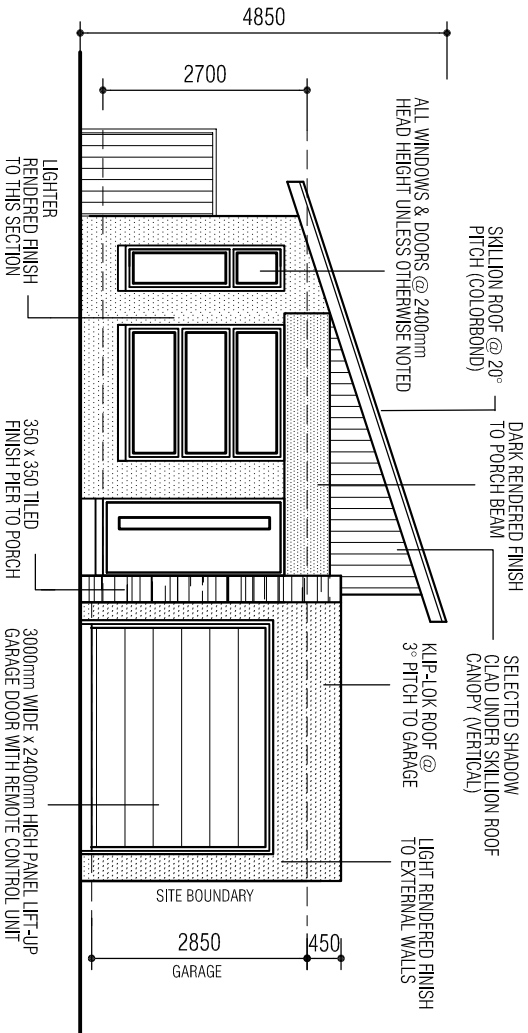 4850
2700
ALL WINDOWS & DOORS @ 2400mm
HEAD HEIGHT UNLESS OTHERWISE NOTED
SKILLION ROOF @ 20°
PITCH (COLORBOND)
DARK RENDERED FINISH
TO PORCH BEAM
SELECTED SHADOW
CLAD UNDER SKILLION ROOF
CANOPY (VERTICAL)
KLIP-LOK ROOF @
3° PITCH TO GARAGE
LIGHT RENDERED FINISH
TO EXTERNAL WALLS
LIGHTER
RENDERED FINISH
TO THIS SECTION
350 x 350 TILED
FINISH PIER TO PORCH
3000mm WIDE x 2400mm HIGH PANEL LIFT-UP
GARAGE DOOR WITH REMOTE CONTROL UNIT
SITE BOUNDARY
2850
450
GARAGE